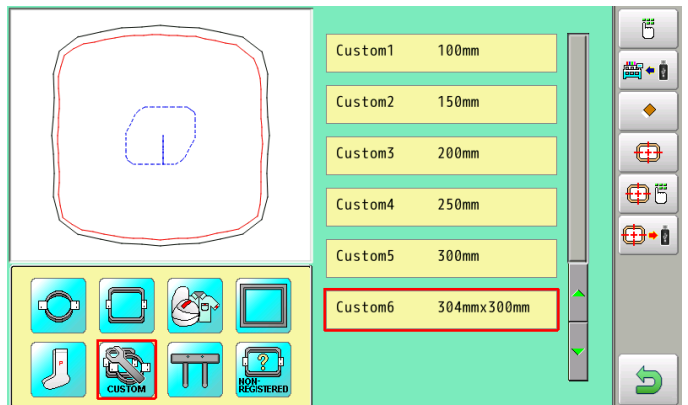 Custom1 100mm
Custom2 150mm
Custom3 200mm
Custom4 250mm
Custom5 300mm
Custom6 304mmx300mm
CUSTOM
?
NON-
REGISTERED